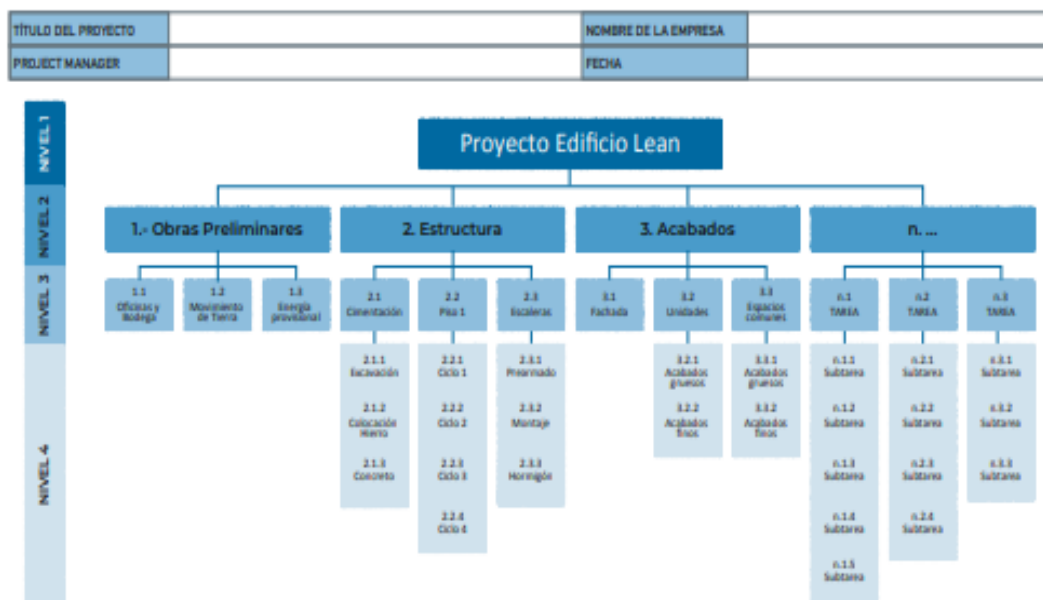 TÍTULO DEL PROYECTO
NOMBRE DE LA EMPRESA
PROJECT MANAGER
FECHA
NIVEL 1
Proyecto Edificio Lean
NIVEL 2
1.- Obras Preliminares
2. Estructura
3. Acabados
n. ...
NIVEL 3
1.1
Oficinas y
Bodega
1.2
Movimiento
de Tierra
1.3
Energía
provisional
2.1
Cimentación
2.2
Piso 1
2.3
Escaleras
3.1
Fachada
3.2
Unidades
3.3
Espacios
comunes
n.1
TAREA
n.2
TAREA
n.3
TAREA
NIVEL 4
2.1.1
Excavación
2.1.2
Colocación
Hierro
2.1.3
Concreto
2.2.1
Ciclo 1
2.2.2
Ciclo 2
2.2.3
Ciclo 3
2.2.4
Ciclo 4
2.3.1
Prearmado
2.3.2
Montaje
2.3.3
Hormigón
3.2.1
Acabados
gruesos
3.2.2
Acabados
finos
3.3.1
Acabados
gruesos
3.3.2
Acabados
finos
n.1.1
Subtarea
n.1.2
Subtarea
n.1.3
Subtarea
n.1.4
Subtarea
n.1.5
Subtarea
n.2.1
Subtarea
n.2.2
Subtarea
n.2.3
Subtarea
n.2.4
Subtarea
n.3.1
Subtarea
n.3.2
Subtarea
n.3.3
Subtarea